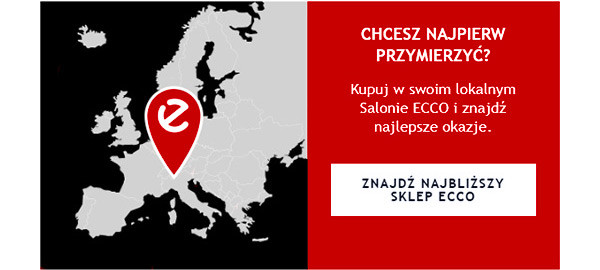 CHCESZ NAJPIERW
PRZYMIERZYĆ?
Kupuj w swoim lokalnym
Salonie ECCO i znajdź
najlepsze okazje.
ZNAJDŹ NAJBLIŻSZY
SKLEP ECCO